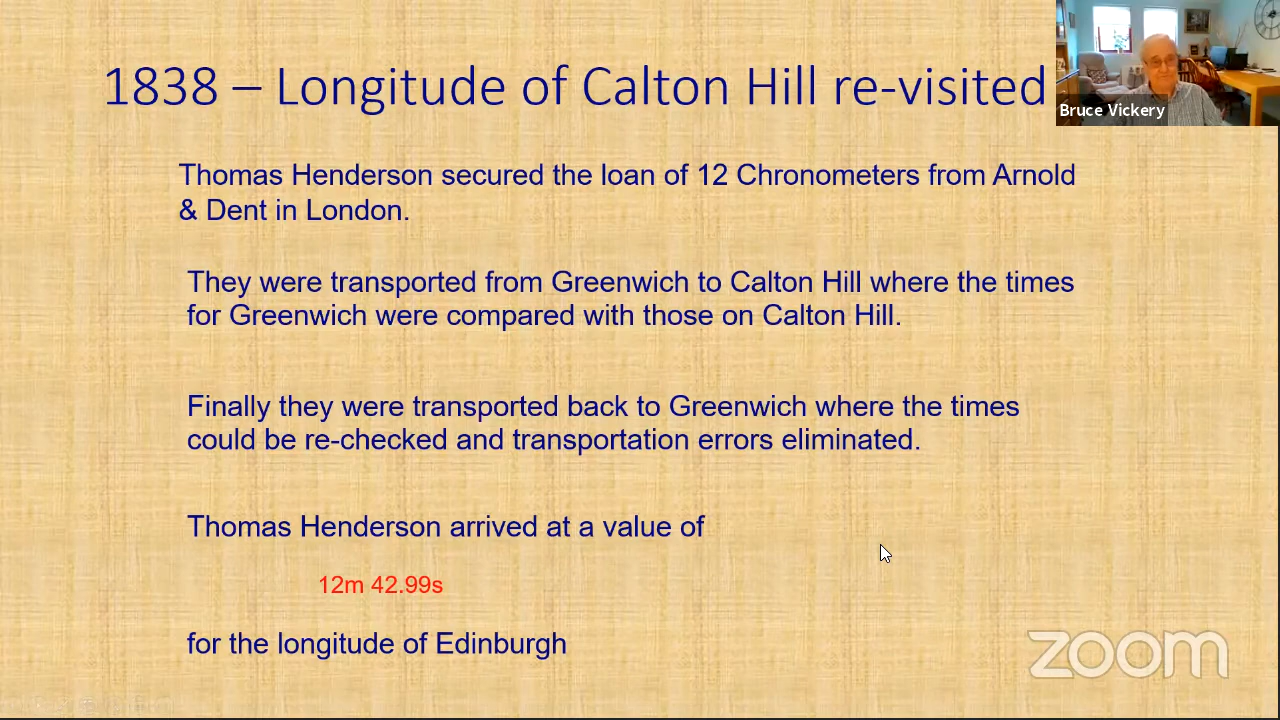 1838 – Longitude of Calton Hill re-visited
Bruce Vickery
Thomas Henderson secured the loan of 12 Chronometers from Arnold
& Dent in London.
They were transported from Greenwich to Calton Hill where the times
for Greenwich were compared with those on Calton Hill.
Finally they were transported back to Greenwich where the times
could be re-checked and transportation errors eliminated.
Thomas Henderson arrived at a value of
12m 42.99s
for the longitude of Edinburgh
zoom